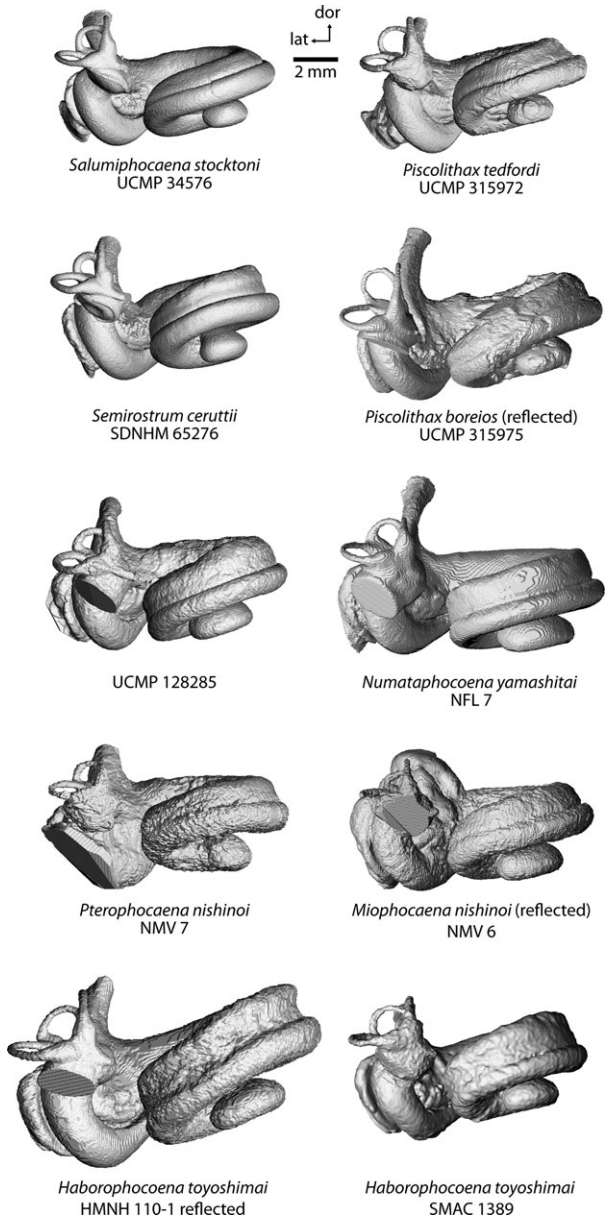 dor
lat
2 mm
Salumiphocaena stocktoni
UCMP 34576
Piscolithax tedfordi
UCMP 315972
Semirostrum ceruttii
SDNHM 65276
Piscolithax boreios (reflected)
UCMP 315975
UCMP 128285
Numataphocoena yamashitai
NFL 7
Pterophocaena nishinoi
NMV 7
Miophocaena nishinoi (reflected)
NMV 6
Haborophocoena toyoshimai
HMNH 110-1 reflected
Haborophocoena toyoshimai
SMAC 1389